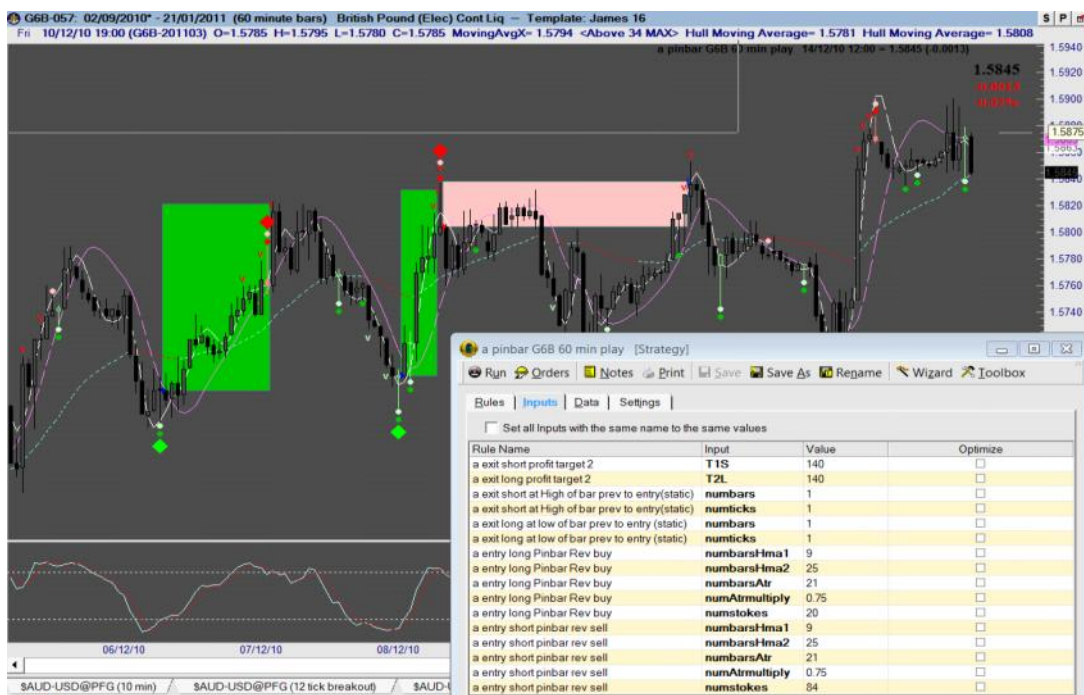 G6B-057: 02/09/2010* - 21/01/2011 (60 minute bars) British Pound (Elec) Cont Liq — Template: James 16
S P
Fri 10/12/10 19:00 (G6B-201103) O=1.5785 H=1.5795 L=1.5780 C=1.5785 MovingAvgX= 1.5794 <Above 34 MAX> Hull Moving Average= 1.5781 Hull Moving Average= 1.5808
a pinbar G6B 60 min play 14/12/10 12:00 = 1.5845 (-0.0013)
1.5845
-0.0013
1.5940
1.5920
1.5900
1.5875
1.5863
1.5840
1.5820
1.5800
1.5780
1.5760
1.5740
a pinbar G6B 60 min play [Strategy]
Run Orders Notes Print Save Save As Rename Wizard Toolbox
Rules Inputs Data Settings
Set all Inputs with the same name to the same values
Rule Name Input Value Optimize
a exit short profit target 2 T1S 140
a exit long profit target 2 T2L 140
a exit short at High of bar prev to entry(static) numbars 1
a exit short at High of bar prev to entry(static) numticks 1
a exit long at low of bar prev to entry (static) numbars 1
a exit long at low of bar prev to entry (static) numticks 1
a entry long Pinbar Rev buy numbarsHma1 9
a entry long Pinbar Rev buy numbarsHma2 25
a entry long Pinbar Rev buy numbarsAtr 21
a entry long Pinbar Rev buy numAtrmultiply 0.75
a entry long Pinbar Rev buy numstokes 20
a entry short pinbar rev sell numbarsHma1 9
a entry short pinbar rev sell numbarsHma2 25
a entry short pinbar rev sell numbarsAtr 21
a entry short pinbar rev sell numAtrmultiply 0.75
a entry short pinbar rev sell numstokes 84
06/12/10 07/12/10 08/12/10
$AUD-USD@PFG (10 min) $AUD-USD@PFG (12 tick breakout) $AUD-U